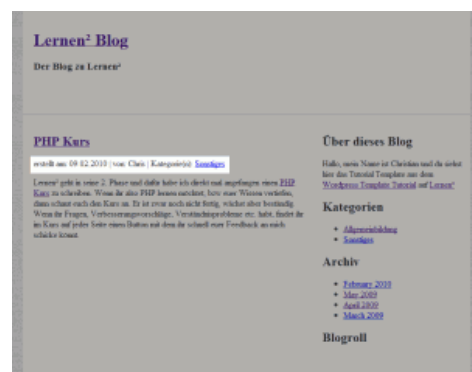 Lernen² Blog
Der Blog zu Lernen²
PHP Kurs
erstellt am: 09.02.2010 | von: Chris | Kategorie(n): Sonstiges
Lernen² geht in seine 2. Phase und dafür habe ich direkt mal angefangen einen PHP
Kurs zu schreiben. Wenn ihr also PHP lernen möchtet, bzw euer Wissen vertiefen,
dann schaut euch den Kurs an. Er ist zwar noch nicht fertig, wächst aber beständig.
Wenn ihr Fragen, Verbesserungsvorschläge, Verständnisprobleme etc. habt, findet ihr
im Kurs auf jeder Seite einen Button mit dem ihr schnell euer Feedback an mich
schicken könnt.
Über dieses Blog
Hallo, mein Name ist Christian und du siehst
hier das Tutorial Template aus dem
Wordpress Template Tutorial auf Lernen²
Kategorien
Allgemeinbildung
Sonstiges
Archiv
February 2010
May 2009
April 2009
March 2009
Blogroll